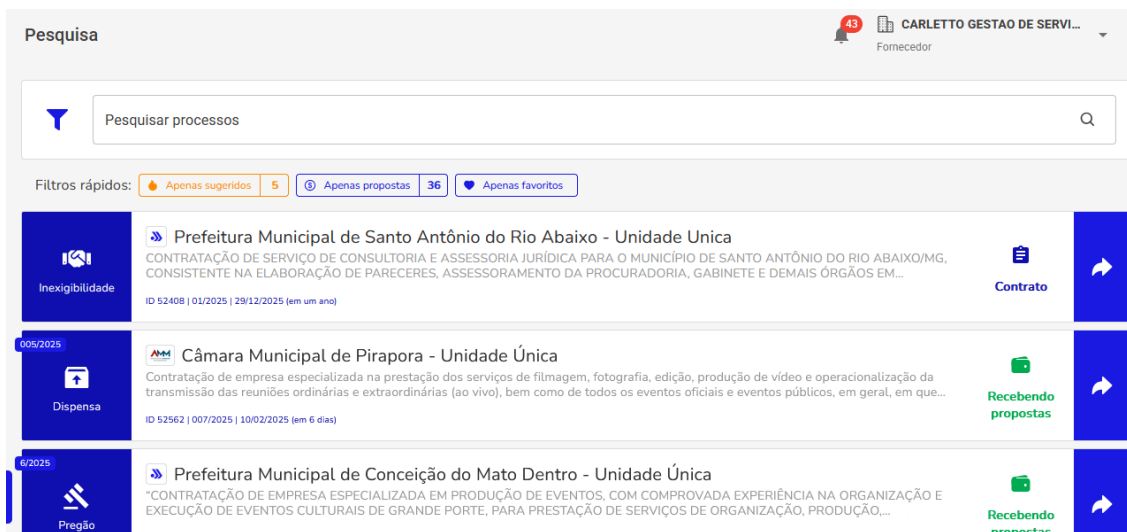 Pesquisa
43
CARLETTO GESTAO DE SERVI...
Fornecedor
Pesquisar processos
Filtros rápidos:
Apenas sugeridos 5
Apenas propostas 36
Apenas favoritos
Inexigibilidade
Prefeitura Municipal de Santo Antônio do Rio Abaixo - Unidade Unica
CONTRATAÇÃO DE SERVIÇO DE CONSULTORIA E ASSESSORIA JURÍDICA PARA O MUNICÍPIO DE SANTO ANTÔNIO DO RIO ABAIXO/MG,
CONSISTENTE NA ELABORAÇÃO DE PARECERES, ASSESSORAMENTO DA PROCURADORIA, GABINETE E DEMAIS ÓRGÃOS EM...
ID 52408 | 01/2025 | 29/12/2025 (em um ano)
Contrato
005/2025
Dispensa
AMM
Câmara Municipal de Pirapora - Unidade Única
Contratação de empresa especializada na prestação dos serviços de filmagem, fotografia, edição, produção de vídeo e operacionalização da
transmissão das reuniões ordinárias e extraordinárias (ao vivo), bem como de todos os eventos oficiais e eventos públicos, em geral, em que...
ID 52562 | 007/2025 | 10/02/2025 (em 6 dias)
Recebendo
propostas
6/2025
Pregão
Prefeitura Municipal de Conceição do Mato Dentro - Unidade Única
"CONTRATAÇÃO DE EMPRESA ESPECIALIZADA EM PRODUÇÃO DE EVENTOS, COM COMPROVADA EXPERIÊNCIA NA ORGANIZAÇÃO E
EXECUÇÃO DE EVENTOS CULTURAIS DE GRANDE PORTE, PARA PRESTAÇÃO DE SERVIÇOS DE ORGANIZAÇÃO, PRODUÇÃO,...
Recebendo
propostas